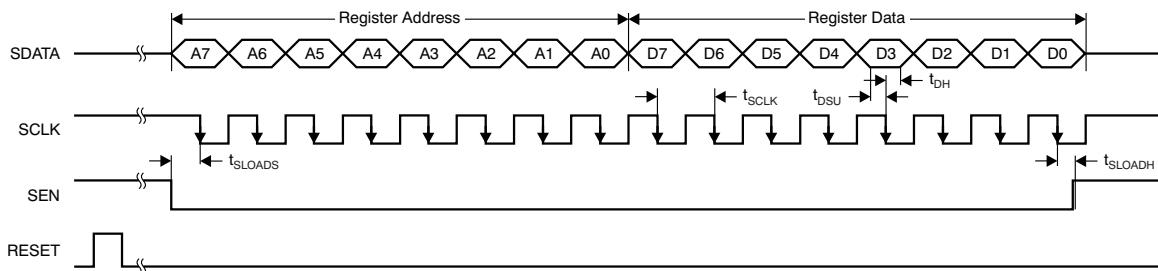 Register Address Register Data
SDATA A7 A6 A5 A4 A3 A2 A1 A0 D7 D6 D5 D4 D3 D2 D1 D0
tSCLK tDSU tDH
SCLK
tSLOADS tSLOADH
SEN
RESET